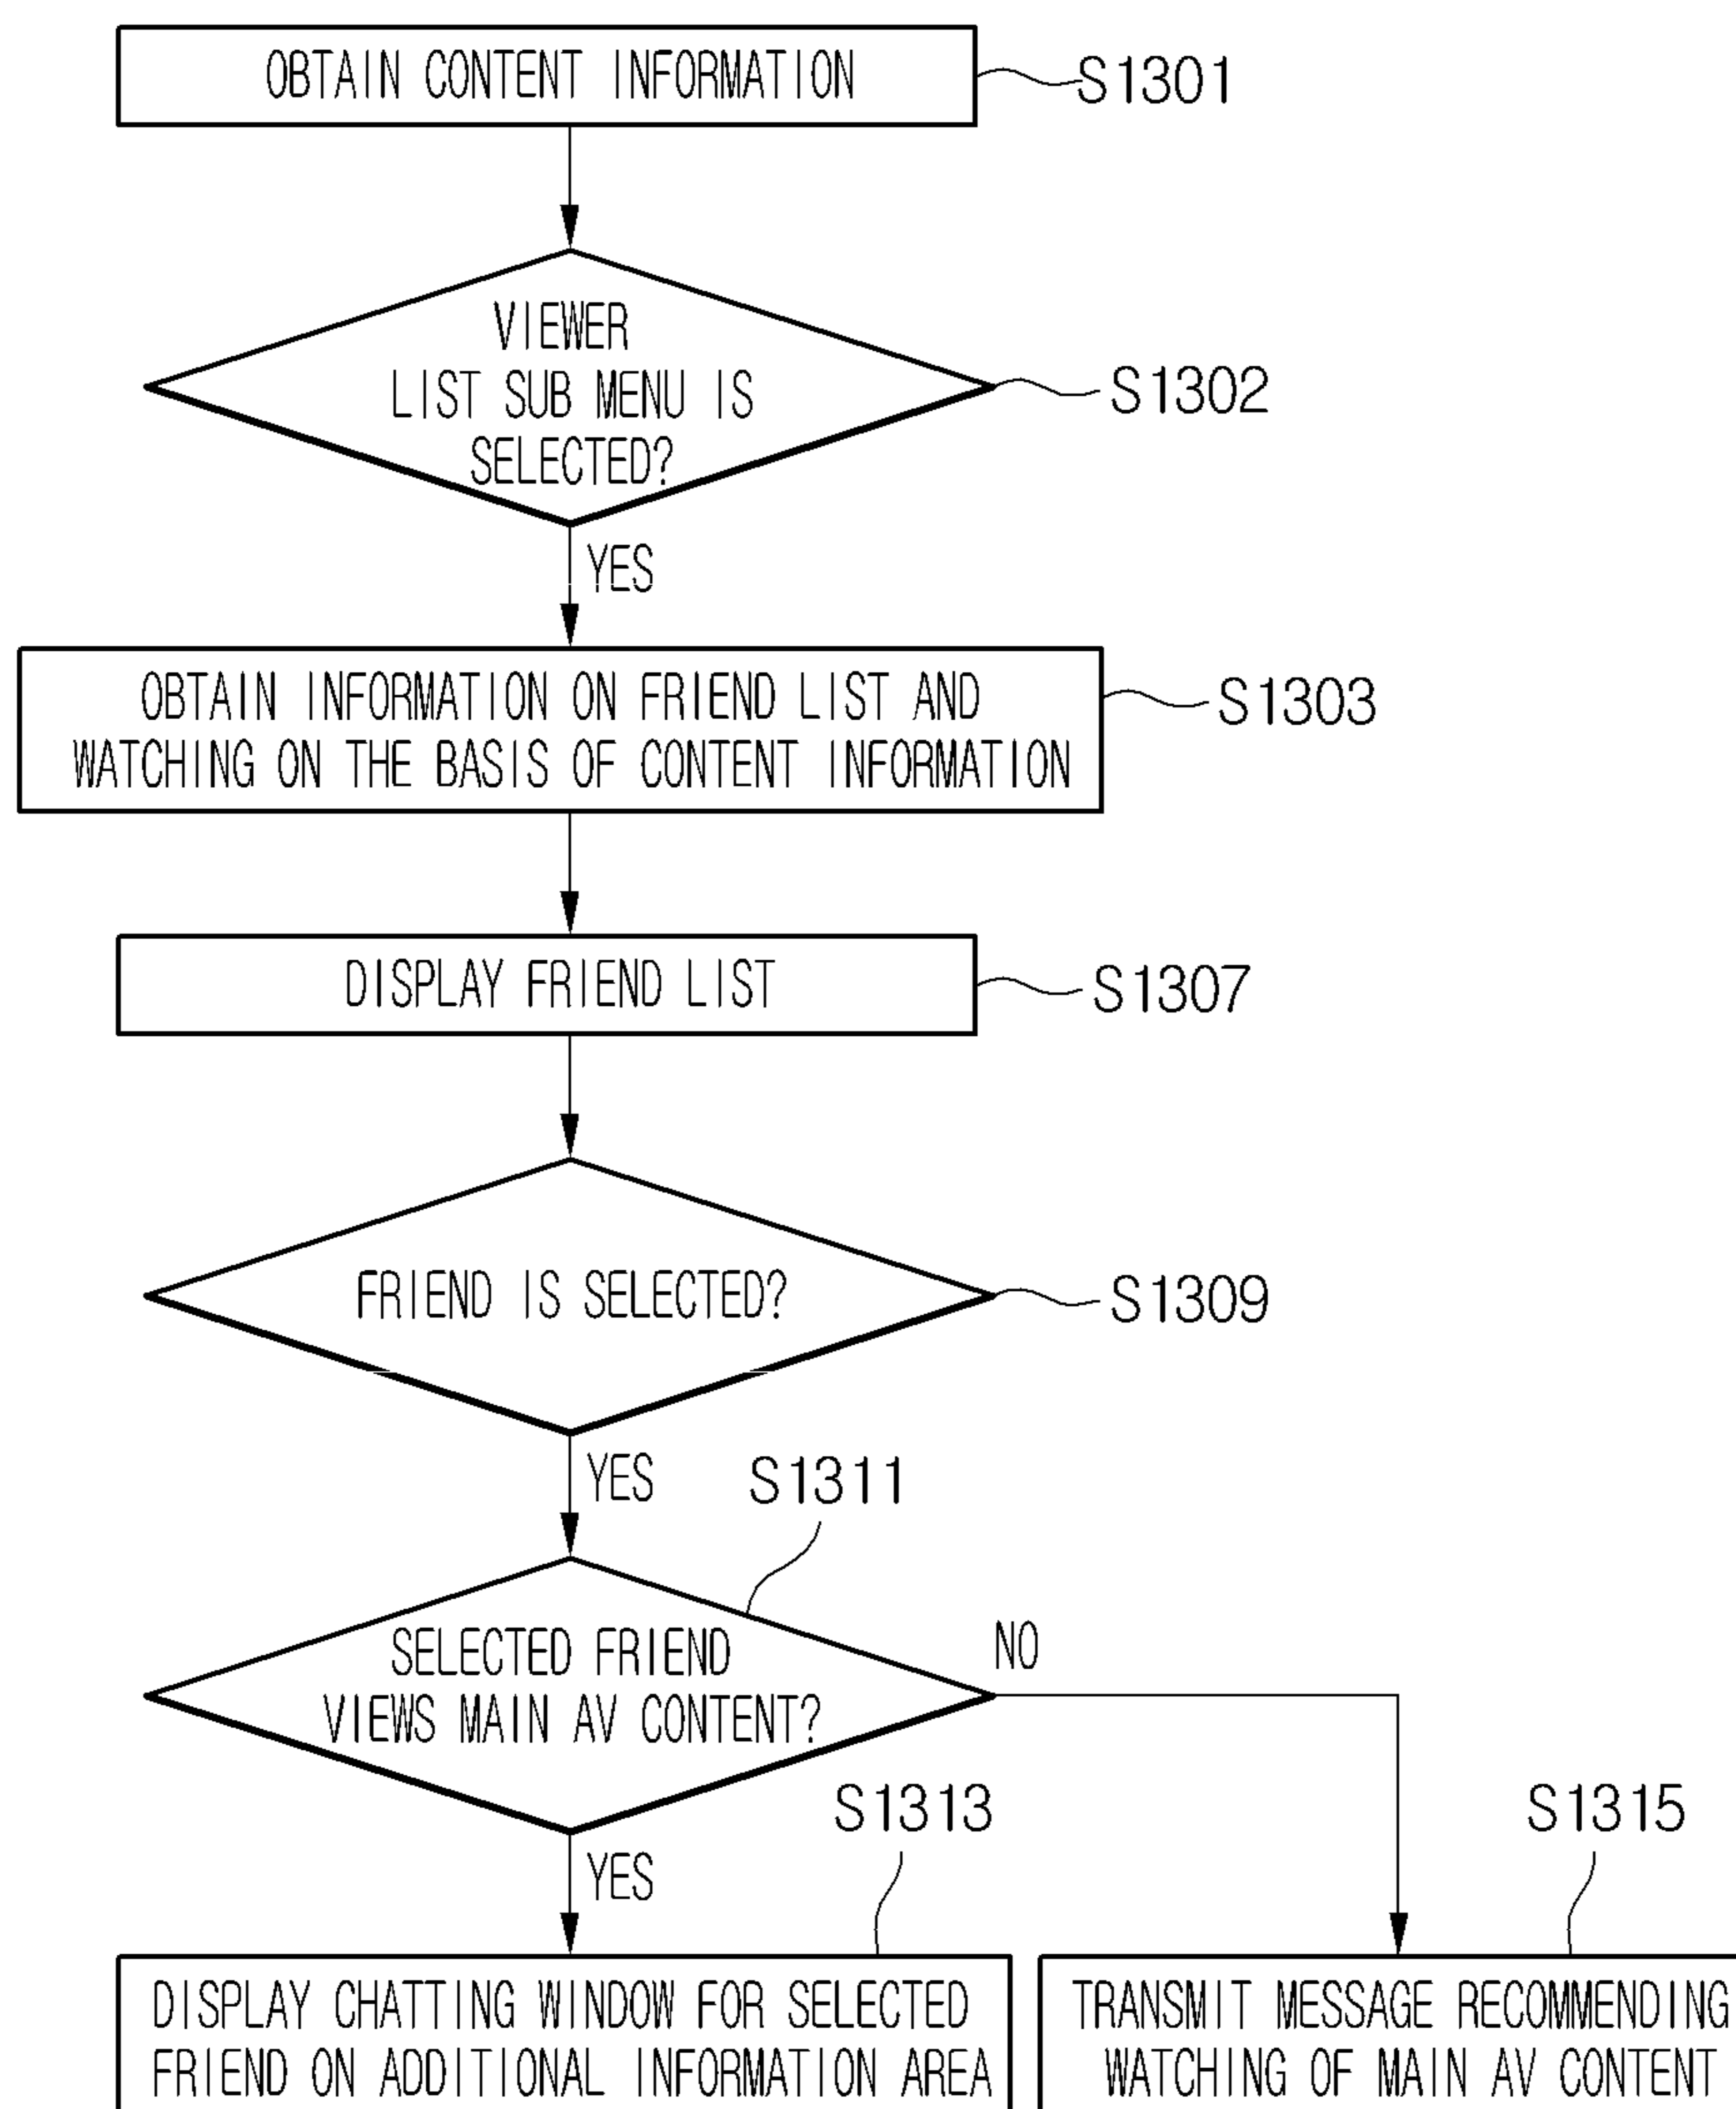 OBTAIN CONTENT INFORMATION
S1301
VIEWER
LIST SUB MENU IS
SELECTED?
S1302
YES
OBTAIN INFORMATION ON FRIEND LIST AND
WATCHING ON THE BASIS OF CONTENT INFORMATION
S1303
DISPLAY FRIEND LIST
S1307
FRIEND IS SELECTED?
S1309
YES
S1311
SELECTED FRIEND
VIEWS MAIN AV CONTENT?
NO
YES
S1313
DISPLAY CHATTING WINDOW FOR SELECTED
FRIEND ON ADDITIONAL INFORMATION AREA
S1315
TRANSMIT MESSAGE RECOMMENDING
WATCHING OF MAIN AV CONTENT